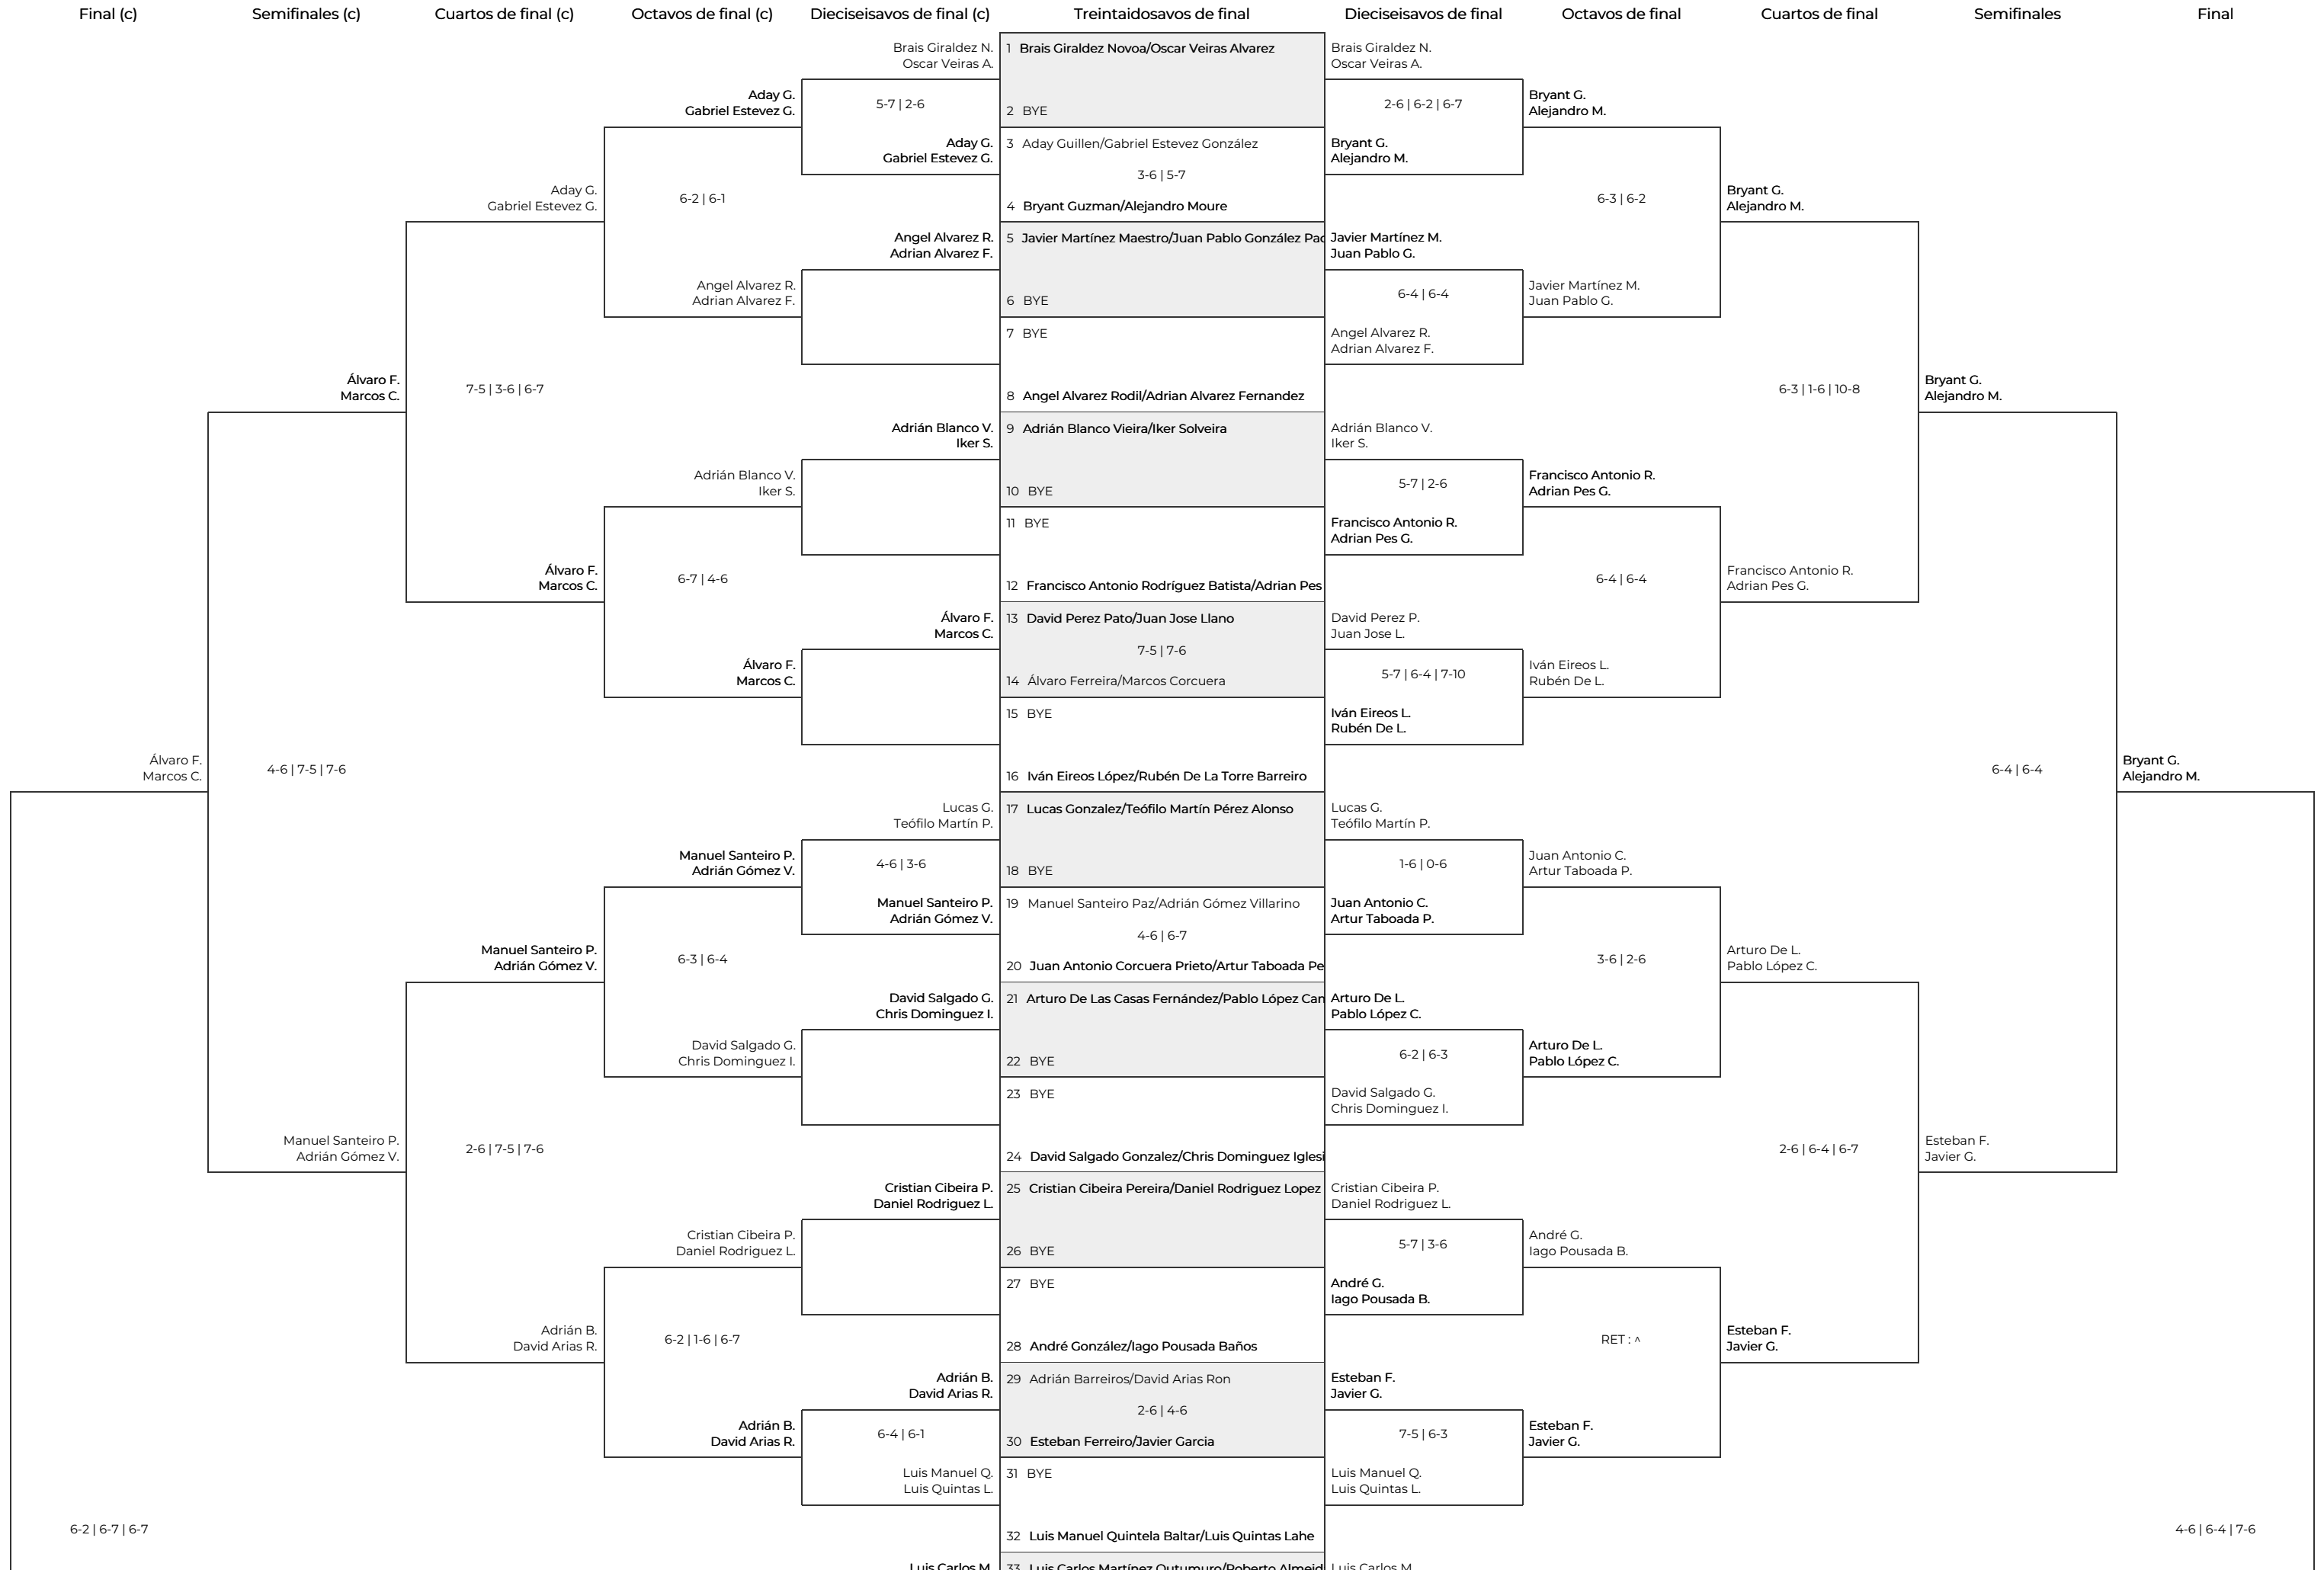 Final (c) Semifinales (c) Cuartos de final (c) Octavos de final (c) Dieciseisavos de final (c) Treintaidosavos de final Dieciseisavos de final Octavos de final Cuartos de final Semifinales Final
Brais Giraldez N.
Oscar Veiras A.
1 Brais Giraldez Novoa/Oscar Veiras Alvarez
Brais Giraldez N.
Oscar Veiras A.
Aday G.
Gabriel Estevez G.
5-7 | 2-6
2 BYE
2-6 | 6-2 | 6-7
Bryant G.
Alejandro M.
Aday G.
Gabriel Estevez G.
3 Aday Guillen/Gabriel Estevez González
3-6 | 5-7
Bryant G.
Alejandro M.
Aday G.
Gabriel Estevez G.
6-2 | 6-1
4 Bryant Guzman/Alejandro Moure
6-3 | 6-2
Bryant G.
Alejandro M.
Angel Alvarez R.
Adrian Alvarez F.
5 Javier Martínez Maestro/Juan Pablo González Pac
Javier Martínez M.
Juan Pablo G.
Angel Alvarez R.
Adrian Alvarez F.
6 BYE
6-4 | 6-4
Javier Martínez M.
Juan Pablo G.
7 BYE
Angel Alvarez R.
Adrian Alvarez F.
Álvaro F.
Marcos C.
7-5 | 3-6 | 6-7
8 Angel Alvarez Rodil/Adrian Alvarez Fernandez
6-3 | 1-6 | 10-8
Bryant G.
Alejandro M.
Adrián Blanco V.
Iker S.
9 Adrián Blanco Vieira/Iker Solveira
Adrián Blanco V.
Iker S.
Adrián Blanco V.
Iker S.
10 BYE
5-7 | 2-6
Francisco Antonio R.
Adrian Pes G.
11 BYE
Francisco Antonio R.
Adrian Pes G.
Álvaro F.
Marcos C.
6-7 | 4-6
12 Francisco Antonio Rodríguez Batista/Adrian Pes
6-4 | 6-4
Francisco Antonio R.
Adrian Pes G.
Álvaro F.
Marcos C.
13 David Perez Pato/Juan Jose Llano
7-5 | 7-6
David Perez P.
Juan Jose L.
Álvaro F.
Marcos C.
14 Álvaro Ferreira/Marcos Corcuera
5-7 | 6-4 | 7-10
Iván Eireos L.
Rubén De L.
15 BYE
Iván Eireos L.
Rubén De L.
Álvaro F.
Marcos C.
4-6 | 7-5 | 7-6
16 Iván Eireos López/Rubén De La Torre Barreiro
6-4 | 6-4
Bryant G.
Alejandro M.
Lucas G.
Teófilo Martín P.
17 Lucas Gonzalez/Teófilo Martín Pérez Alonso
Lucas G.
Teófilo Martín P.
Manuel Santeiro P.
Adrián Gómez V.
4-6 | 3-6
18 BYE
1-6 | 0-6
Juan Antonio C.
Artur Taboada P.
Manuel Santeiro P.
Adrián Gómez V.
19 Manuel Santeiro Paz/Adrián Gómez Villarino
4-6 | 6-7
Juan Antonio C.
Artur Taboada P.
Manuel Santeiro P.
Adrián Gómez V.
6-3 | 6-4
20 Juan Antonio Corcuera Prieto/Artur Taboada Pe
3-6 | 2-6
Arturo De L.
Pablo López C.
David Salgado G.
Chris Dominguez I.
21 Arturo De Las Casas Fernández/Pablo López Can
Arturo De L.
Pablo López C.
David Salgado G.
Chris Dominguez I.
22 BYE
6-2 | 6-3
Arturo De L.
Pablo López C.
23 BYE
David Salgado G.
Chris Dominguez I.
Manuel Santeiro P.
Adrián Gómez V.
2-6 | 7-5 | 7-6
24 David Salgado Gonzalez/Chris Dominguez Iglesi
2-6 | 6-4 | 6-7
Esteban F.
Javier G.
Cristian Cibeira P.
Daniel Rodriguez L.
25 Cristian Cibeira Pereira/Daniel Rodriguez Lopez
Cristian Cibeira P.
Daniel Rodriguez L.
Cristian Cibeira P.
Daniel Rodriguez L.
26 BYE
5-7 | 3-6
André G.
Iago Pousada B.
27 BYE
André G.
Iago Pousada B.
Adrián B.
David Arias R.
6-2 | 1-6 | 6-7
28 André González/Iago Pousada Baños
RET : ^
Esteban F.
Javier G.
Adrián B.
David Arias R.
29 Adrián Barreiros/David Arias Ron
2-6 | 4-6
Esteban F.
Javier G.
Adrián B.
David Arias R.
6-4 | 6-1
30 Esteban Ferreiro/Javier Garcia
7-5 | 6-3
Esteban F.
Javier G.
Luis Manuel Q.
Luis Quintas L.
31 BYE
Luis Manuel Q.
Luis Quintas L.
6-2 | 6-7 | 6-7
32 Luis Manuel Quintela Baltar/Luis Quintas Lahe
4-6 | 6-4 | 7-6
Luis Carlos M.
33 Luis Carlos Martínez Outumuro/Roberto Almeid
Luis Carlos M.